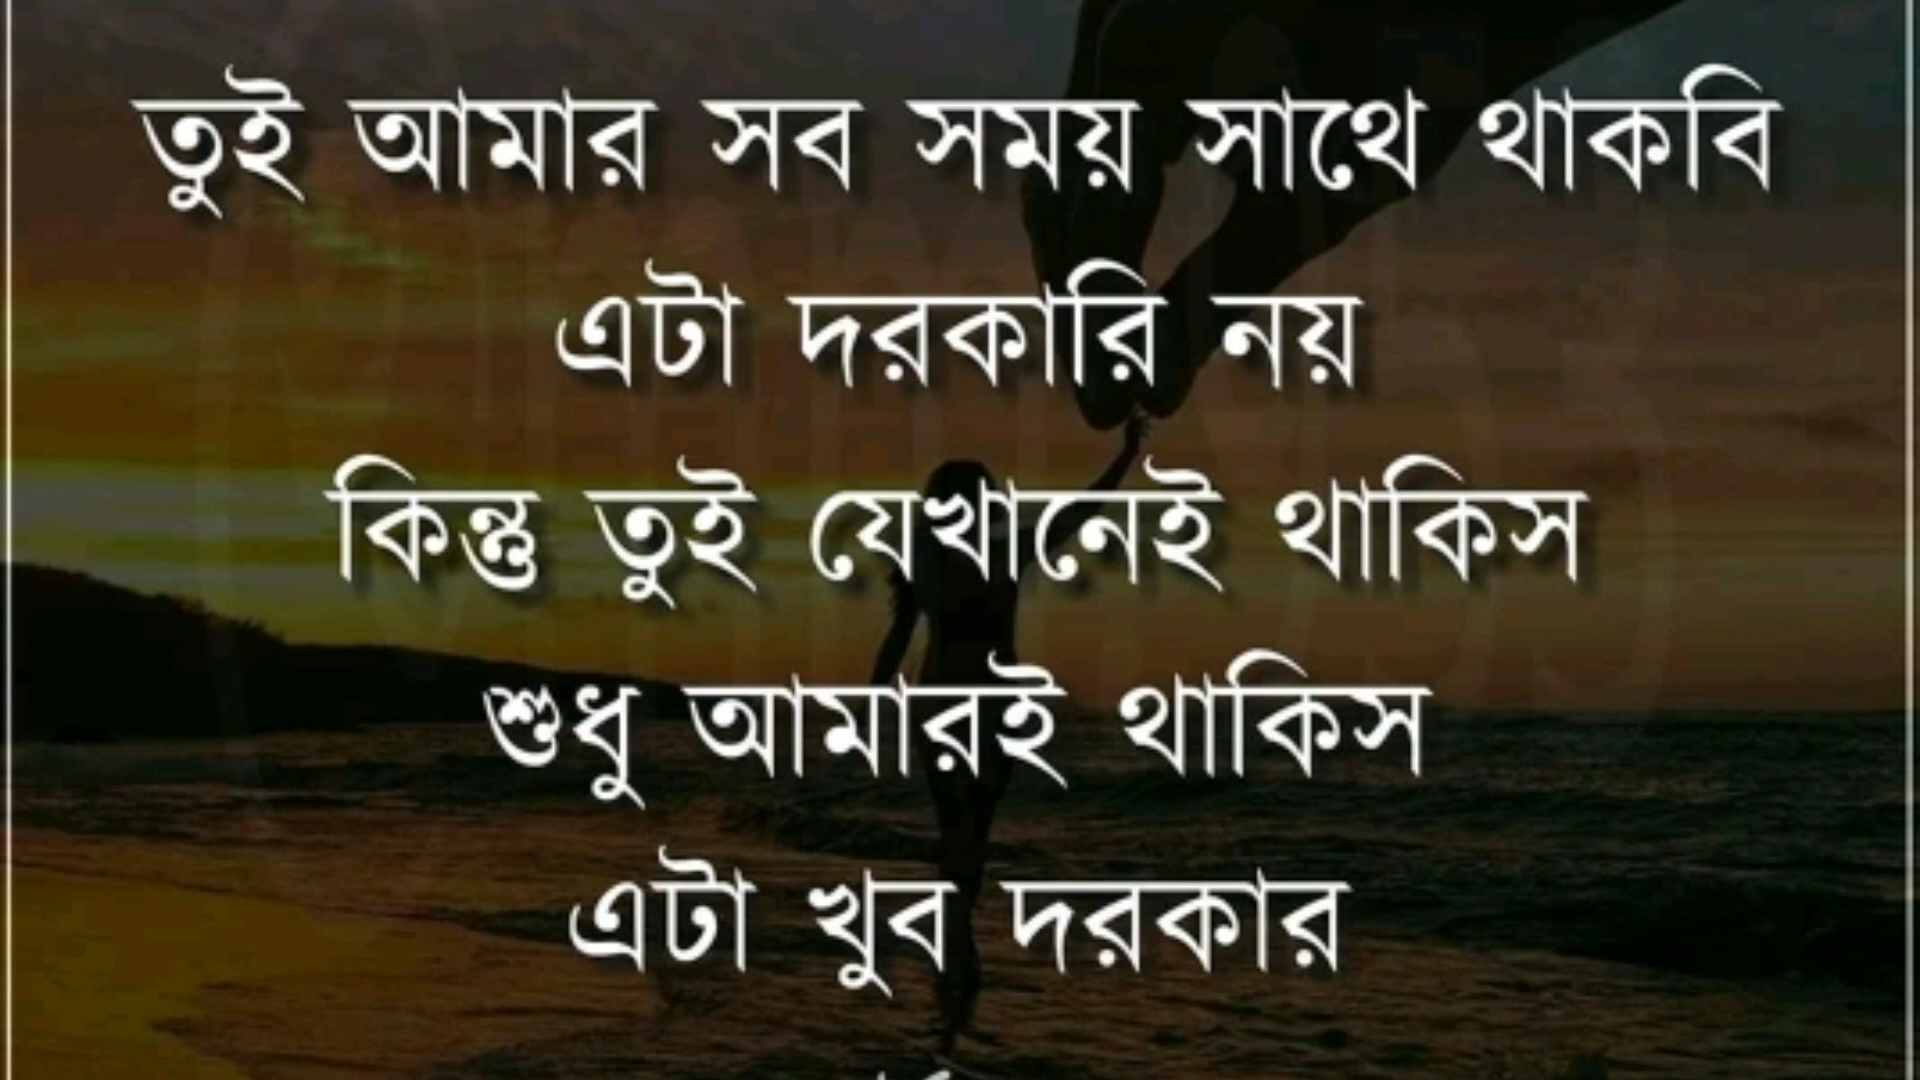 তুই আমার সব সময় সাথে থাকবি
এটা দরকারি নয়
কিন্তু তুই যেখানেই থাকিস
শুধু আমারই থাকিস
এটা খুব দরকার